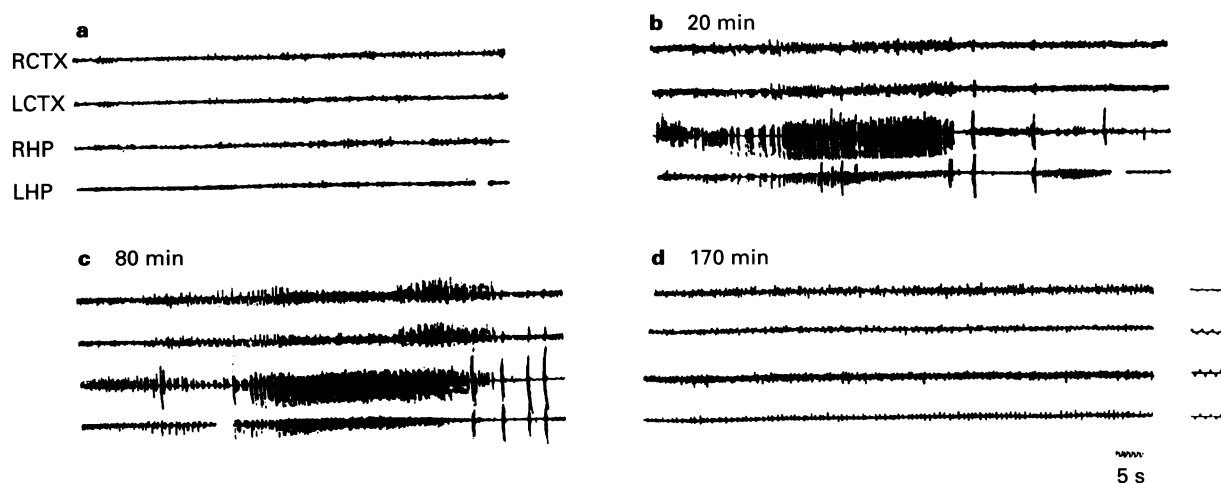 a
RCTX
LCTX
RHP
LHP
b 20 min
c 80 min
d 170 min
5 s